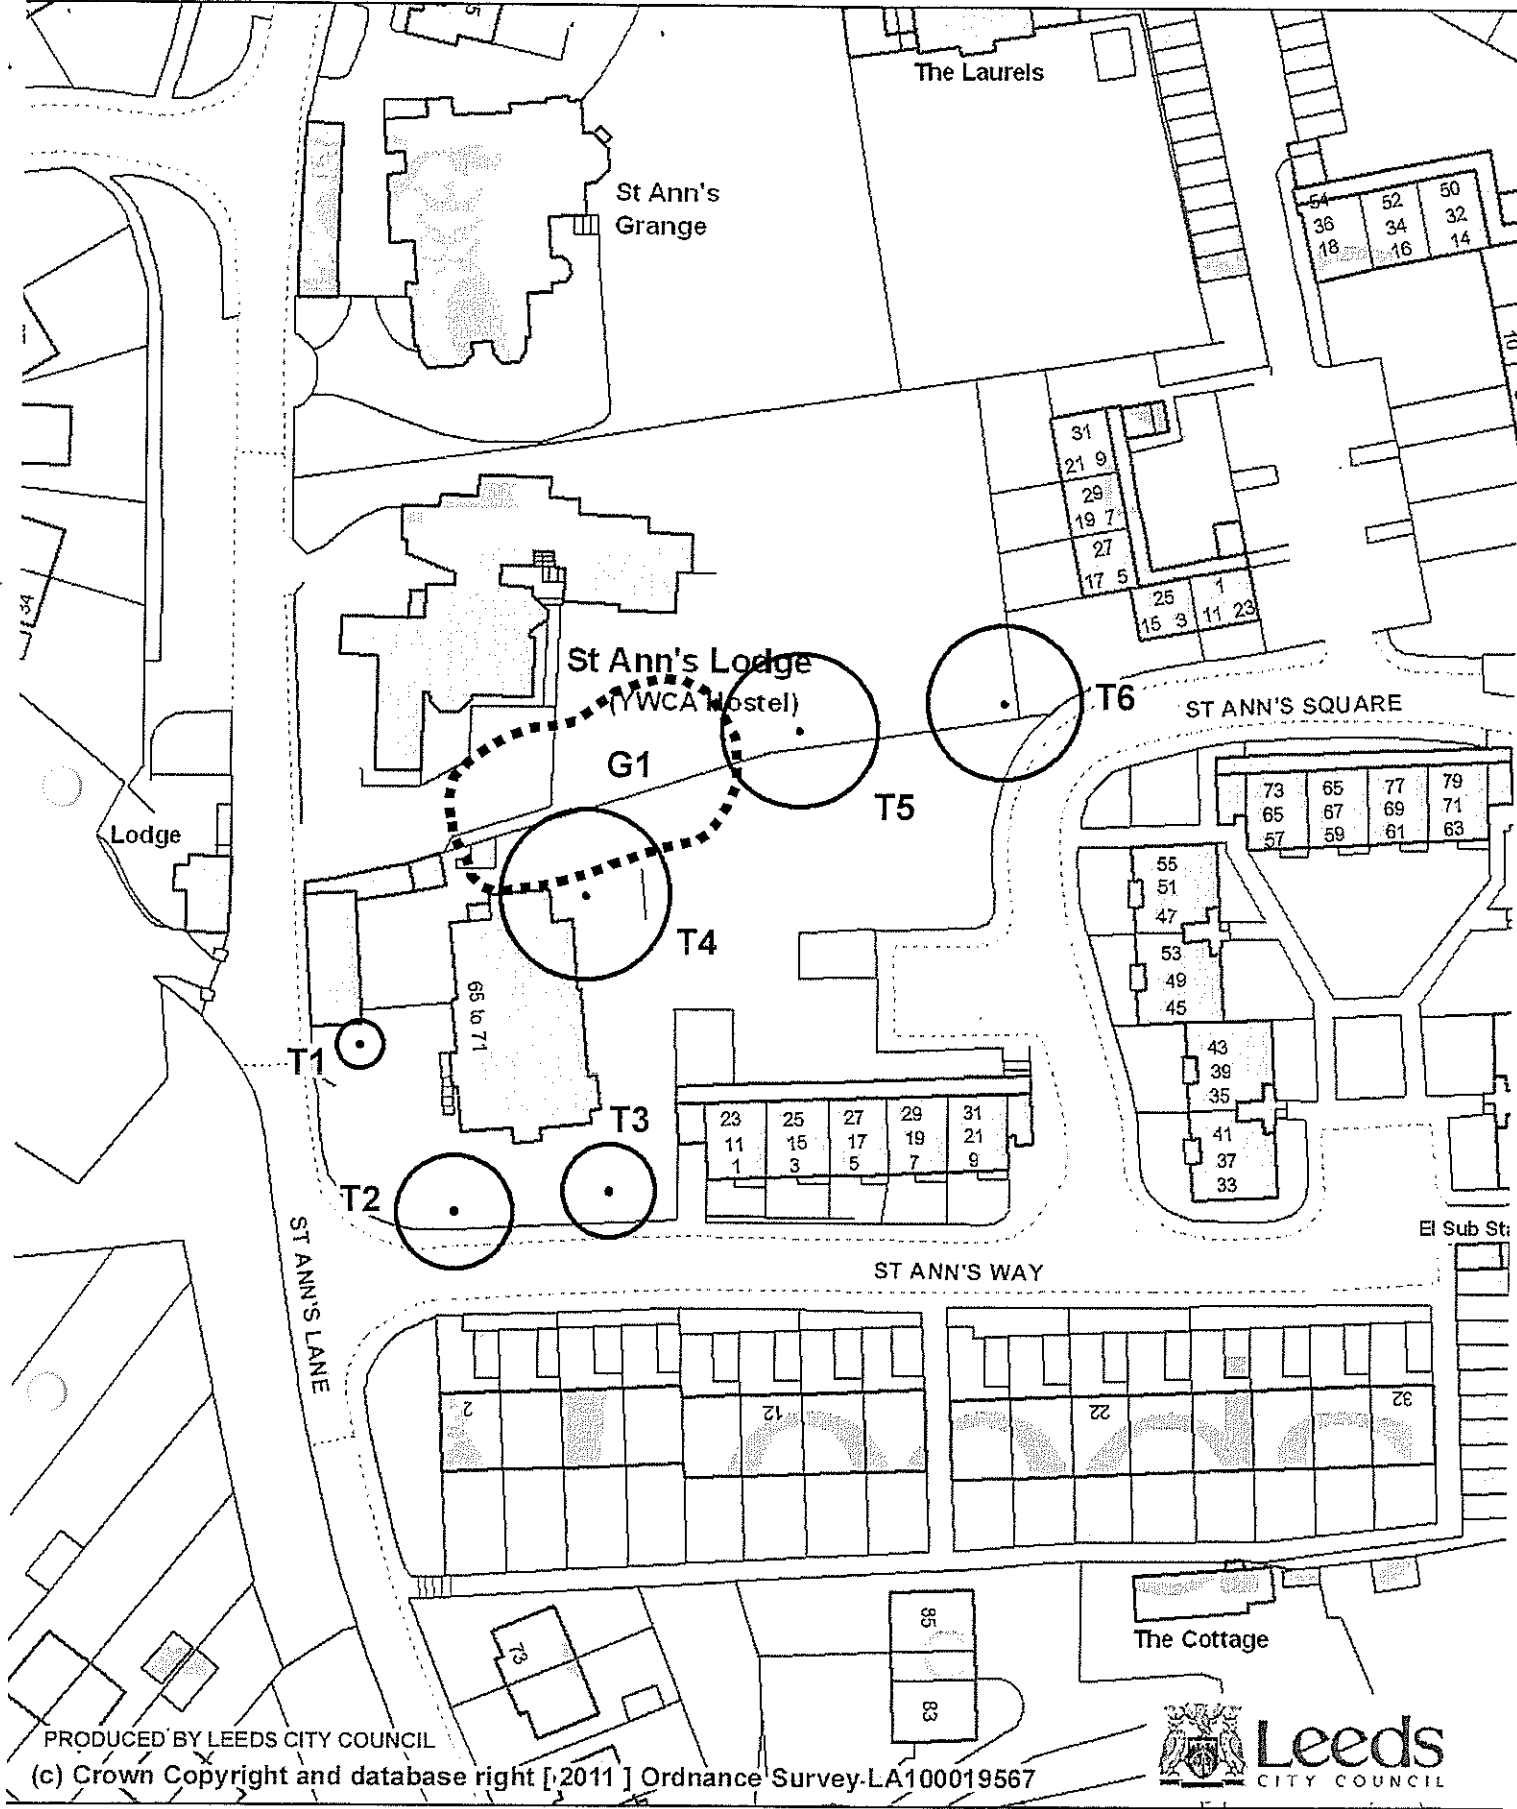 The Laurels
St Ann's
Grange
54 52 50
36 34 32
18 16 14
31
21 9
29
19 7
27
17 5
25
15 3
1
11 23
34
St Ann's Lodge
(YWCA Hostel)
T6
ST ANN'S SQUARE
G1
T5
73 65 77 79
65 67 69 71
57 59 61 63
Lodge
55
51
47
T4
53
49
45
65 to 71
T1
43
39
35
T3
23 25 27 29 31
11 15 17 19 21
1 3 5 7 9
41
37
33
T2
ST ANN'S LANE
El Sub Sta
ST ANN'S WAY
2
12
22
32
73
85
83
The Cottage
PRODUCED BY LEEDS CITY COUNCIL
(c) Crown Copyright and database right [ 2011 ] Ordnance Survey LA100019567
Leeds
CITY COUNCIL